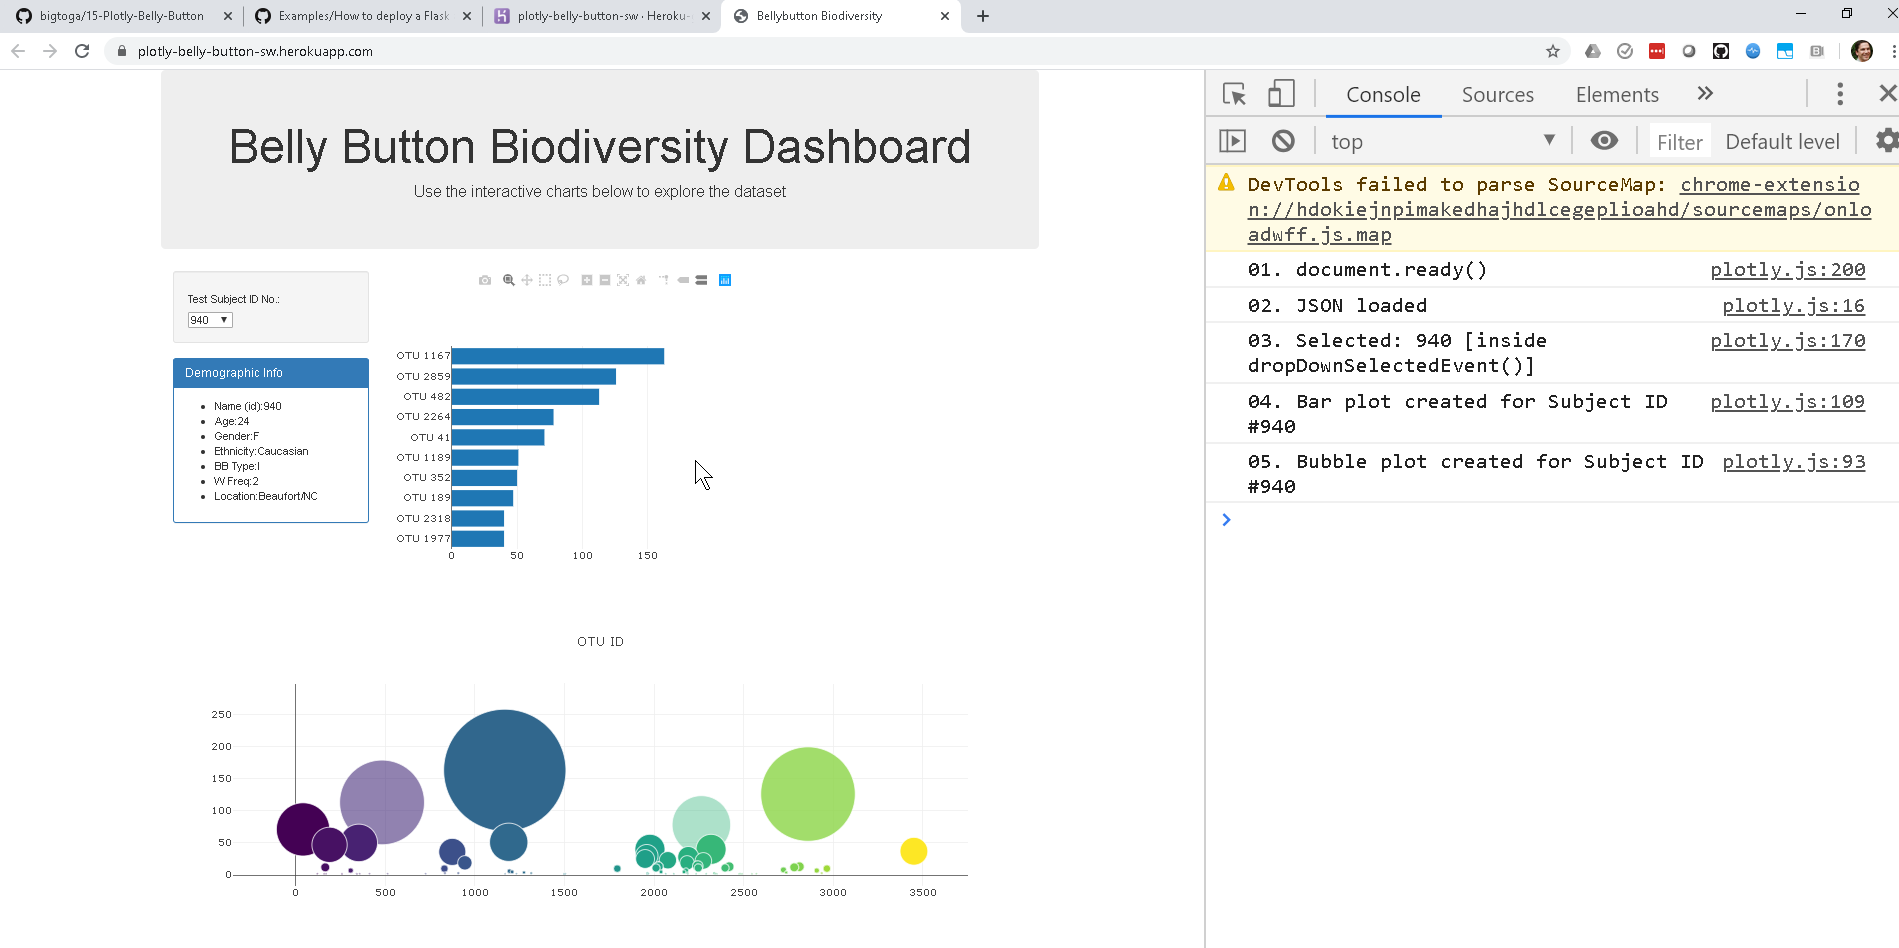 bigtoga/15-Plotly-Belly-Button
Examples/How to deploy a Flask
plotly-belly-button-sw · Heroku
Bellybutton Biodiversity
plotly-belly-button-sw.herokuapp.com
Belly Button Biodiversity Dashboard
Use the interactive charts below to explore the dataset
Test Subject ID No.:
940
Demographic Info
Name (id):940
Age:24
Gender:F
Ethnicity:Caucasian
BB Type:I
W Freq:2
Location:Beaufort/NC
OTU 1167
OTU 2859
OTU 482
OTU 2264
OTU 41
OTU 1189
OTU 352
OTU 189
OTU 2318
OTU 1977
0 50 100 150
OTU ID
250
200
150
100
50
0
0 500 1000 1500 2000 2500 3000 3500
Console Sources Elements
top Filter Default level
DevTools failed to parse SourceMap: chrome-extensio
n://hdokiejnpimakedhajhdlcegeplioahd/sourcemaps/onlo
adwff.js.map
01. document.ready() plotly.js:200
02. JSON loaded plotly.js:16
03. Selected: 940 [inside plotly.js:170
dropDownSelectedEvent()]
04. Bar plot created for Subject ID plotly.js:109
#940
05. Bubble plot created for Subject ID plotly.js:93
#940